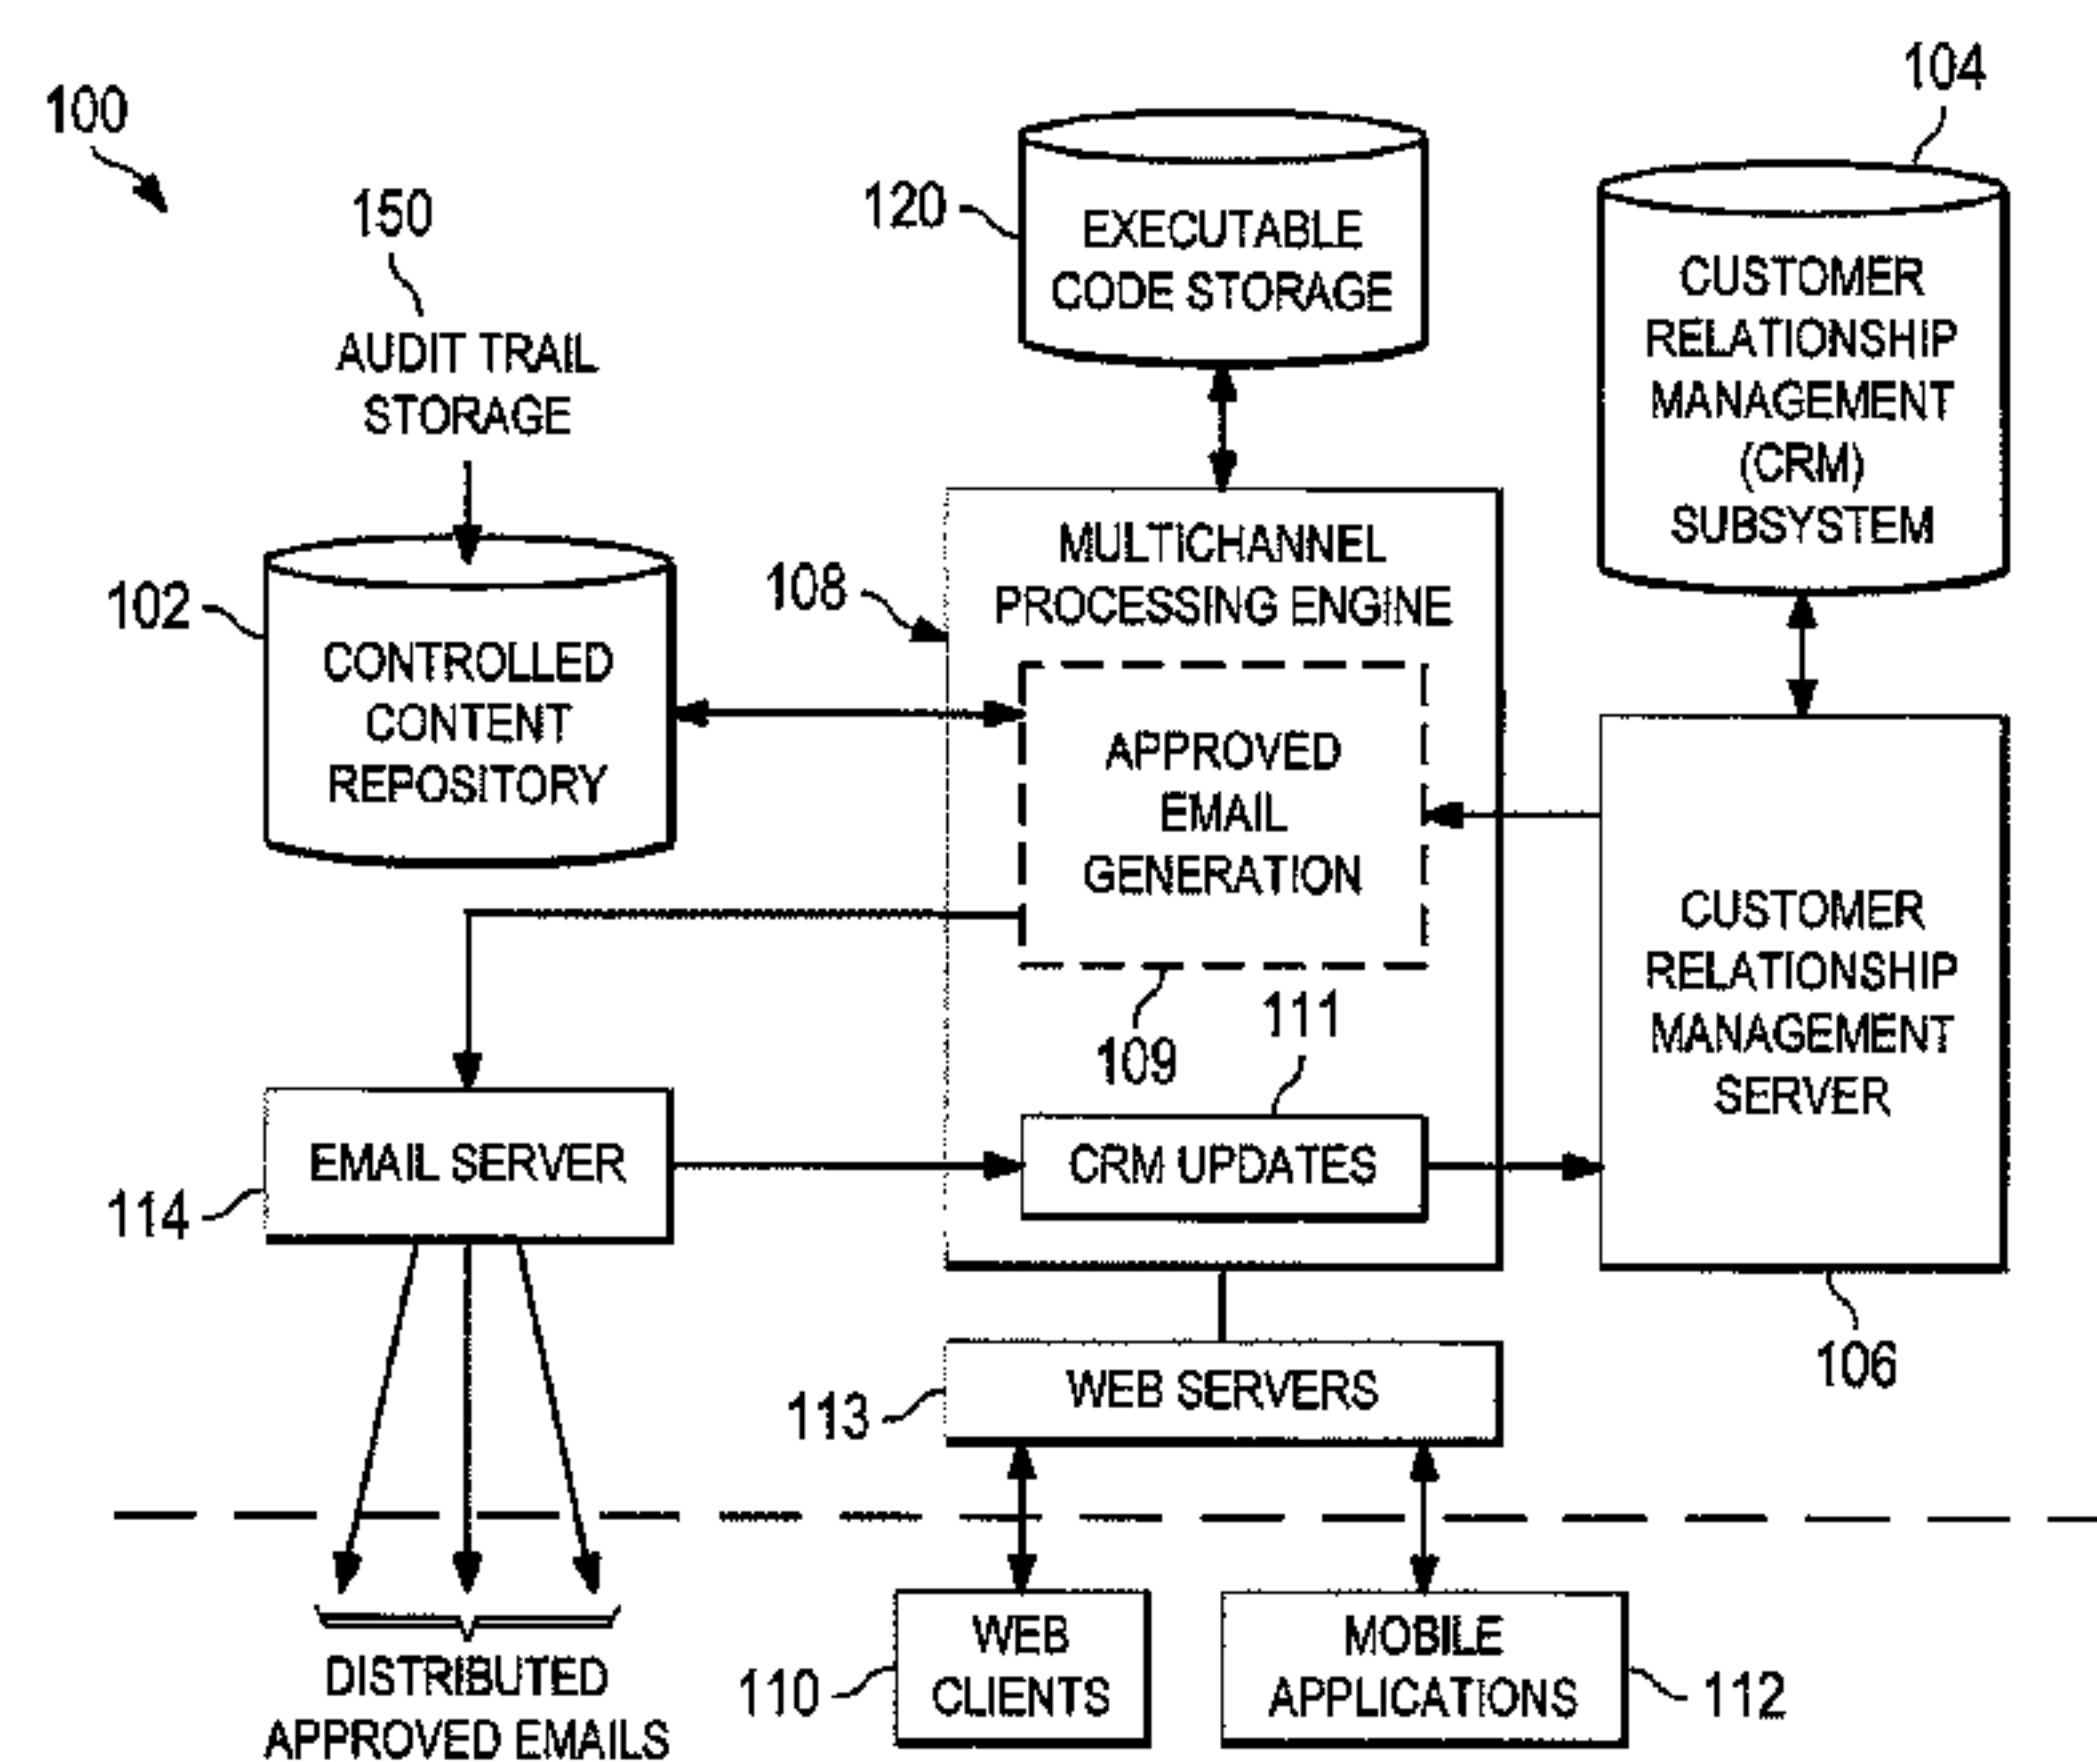 100
150
AUDIT TRAIL
STORAGE
120
EXECUTABLE
CODE STORAGE
104
CUSTOMER
RELATIONSHIP
MANAGEMENT
(CRM)
SUBSYSTEM
102
CONTROLLED
CONTENT
REPOSITORY
108
MULTICHANNEL
PROCESSING ENGINE
APPROVED
EMAIL
GENERATION
109
111
CRM UPDATES
CUSTOMER
RELATIONSHIP
MANAGEMENT
SERVER
106
EMAIL SERVER
114
WEB SERVERS
113
DISTRIBUTED
APPROVED EMAILS
WEB
CLIENTS
110
MOBILE
APPLICATIONS
112